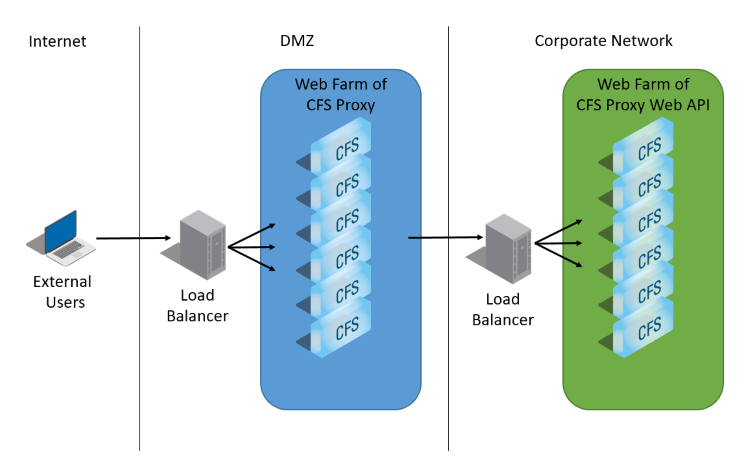 Internet
DMZ
Corporate Network
Web Farm of
CFS Proxy
Web Farm of
CFS Proxy Web API
CFS
CFS
CFS
CFS
CFS
CFS
CFS
CFS
CFS
CFS
CFS
CFS
External
Users
Load
Balancer
Load
Balancer